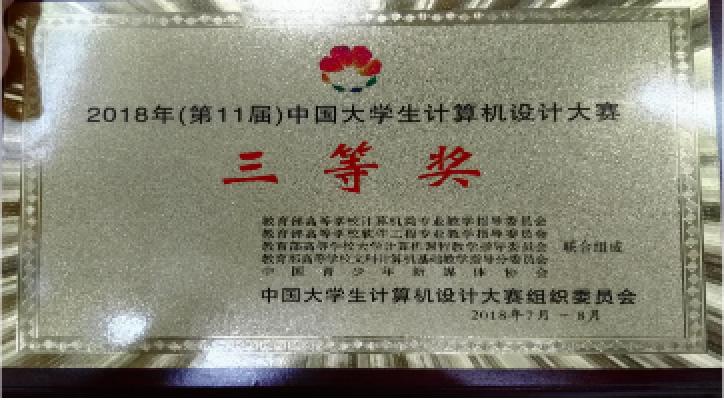 2018年(第11届)中国大学生计算机设计大赛
三等奖
教育部高等学校计算机类专业教学指导委员会
教育部高等学校软件工程专业教学指导委员会
教育部高等学校大学计算机课程教学指导委员会 联合组成
教育部高等学校文科计算机基础教学指导分委员会
中国青少年新媒体协会
中国大学生计算机设计大赛组织委员会
2018年7月－8月